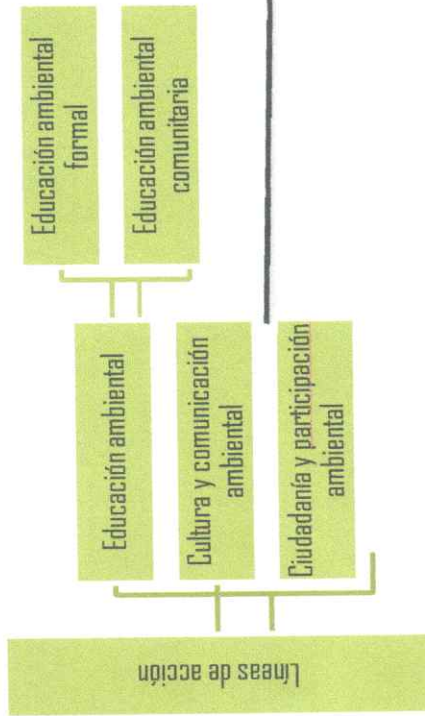 Líneas de acción
Educación ambiental
Cultura y comunicación
ambiental
Ciudadanía y participación
ambiental
Educación ambiental
formal
Educación ambiental
comunitaria